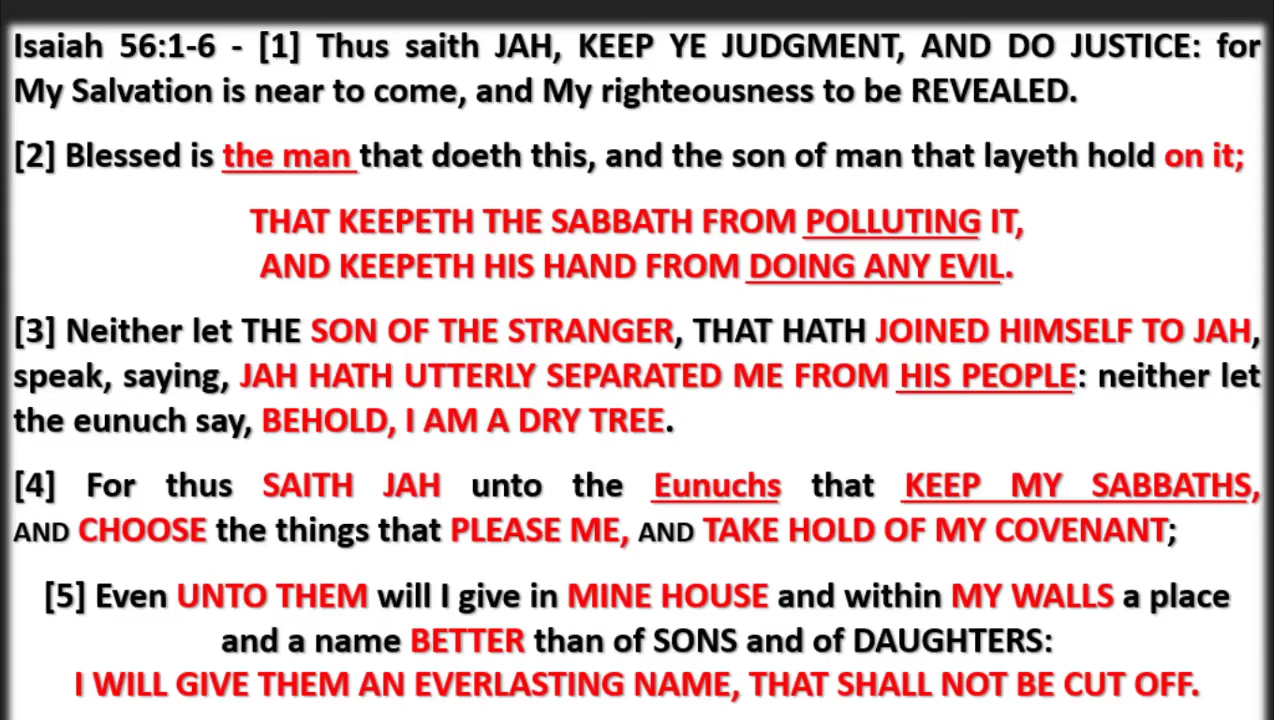 Isaiah 56:1-6 - [1] Thus saith JAH, KEEP YE JUDGMENT, AND DO JUSTICE: for
My Salvation is near to come, and My righteousness to be REVEALED.
[2] Blessed is the man that doeth this, and the son of man that layeth hold on it;
THAT KEEPETH THE SABBATH FROM POLLUTING IT,
AND KEEPETH HIS HAND FROM DOING ANY EVIL.
[3] Neither let THE SON OF THE STRANGER, THAT HATH JOINED HIMSELF TO JAH,
speak, saying, JAH HATH UTTERLY SEPARATED ME FROM HIS PEOPLE: neither let
the eunuch say, BEHOLD, I AM A DRY TREE.
[4] For thus SAITH JAH unto the Eunuchs that KEEP MY SABBATHS,
AND CHOOSE the things that PLEASE ME, AND TAKE HOLD OF MY COVENANT;
[5] Even UNTO THEM will I give in MINE HOUSE and within MY WALLS a place
and a name BETTER than of SONS and of DAUGHTERS:
I WILL GIVE THEM AN EVERLASTING NAME, THAT SHALL NOT BE CUT OFF.